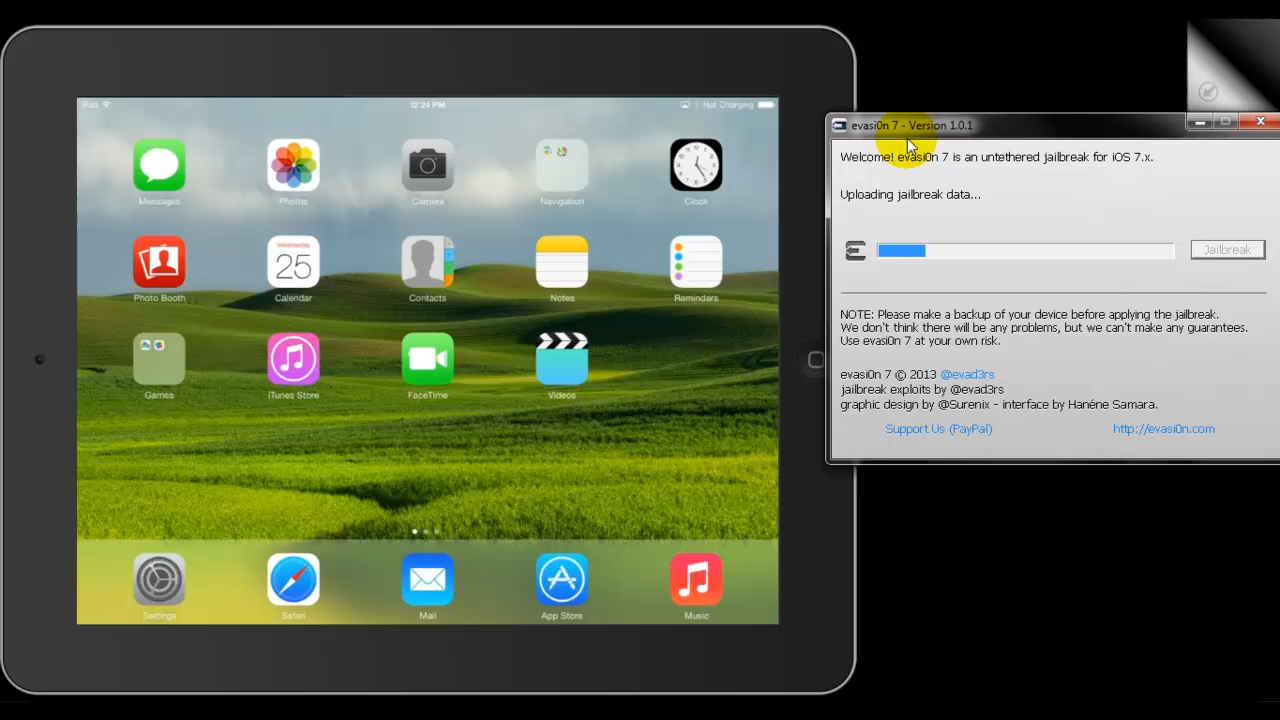 iPad
12:24 PM
Not Charging
Messages
Photos
Camera
Navigation
Clock
Photo Booth
Wednesday
25
Calendar
Contacts
Notes
Reminders
Games
iTunes Store
FaceTime
Videos
Settings
Safari
Mail
App Store
Music
evasi0n 7 - Version 1.0.1
Welcome! evasi0n 7 is an untethered jailbreak for iOS 7.x.
Uploading jailbreak data...
Jailbreak
NOTE: Please make a backup of your device before applying the jailbreak.
We don't think there will be any problems, but we can't make any guarantees.
Use evasi0n 7 at your own risk.
evasi0n 7 © 2013 @evad3rs
jailbreak exploits by @evad3rs
graphic design by @Surenix - interface by Hanéne Samara.
Support Us (PayPal)
http://evasi0n.com